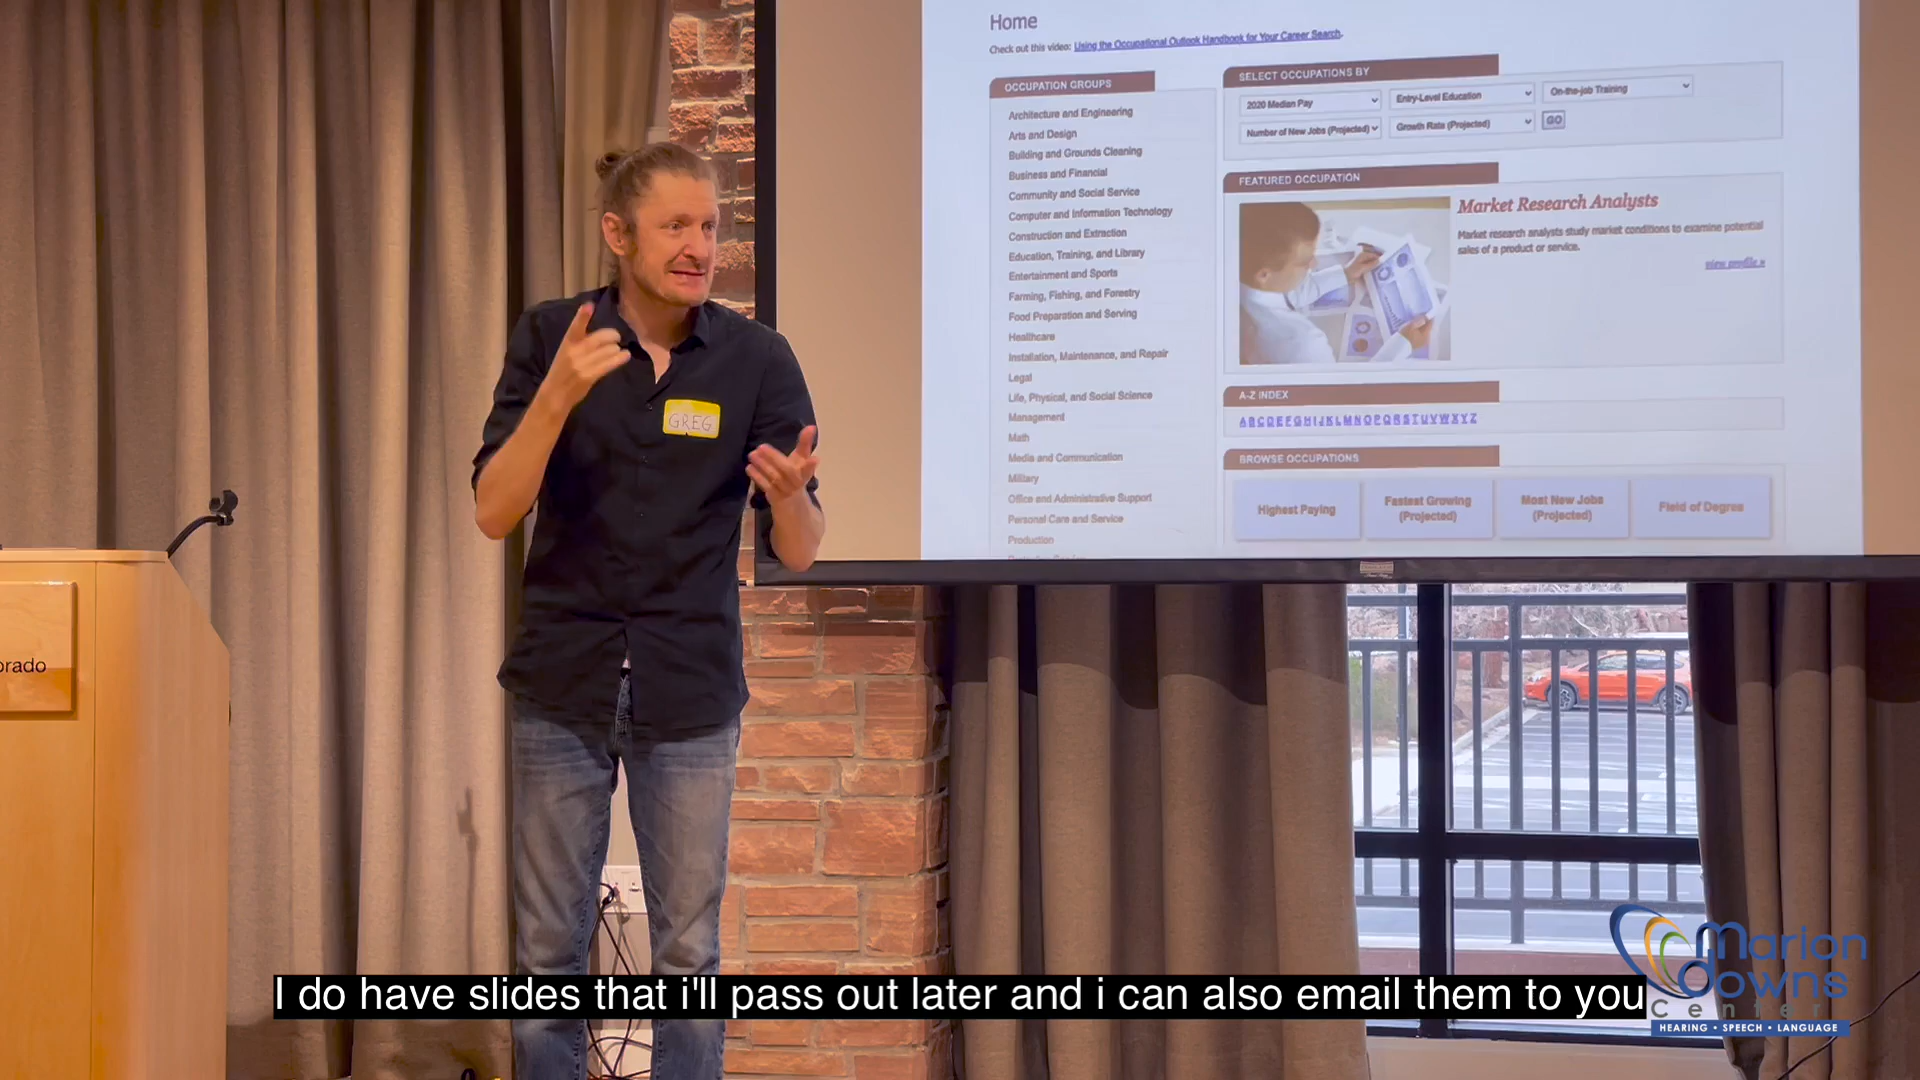 Home
Check out this video: Using the Occupational Outlook Handbook for Your Career Search.
OCCUPATION GROUPS
Architecture and Engineering
Arts and Design
Building and Grounds Cleaning
Business and Financial
Community and Social Service
Computer and Information Technology
Construction and Extraction
Education, Training, and Library
Entertainment and Sports
Farming, Fishing, and Forestry
Food Preparation and Serving
Healthcare
Installation, Maintenance, and Repair
Legal
Life, Physical, and Social Science
Management
Math
Media and Communication
Military
Office and Administrative Support
Personal Care and Service
Production
SELECT OCCUPATIONS BY
2020 Median Pay
Entry-Level Education
On-the-job Training
Number of New Jobs (Projected)
Growth Rate (Projected)
GO
FEATURED OCCUPATION
Market Research Analysts
Market research analysts study market conditions to examine potential
sales of a product or service.
view profile »
A-Z INDEX
A B C D E F G H I J K L M N O P Q R S T U V W X Y Z
BROWSE OCCUPATIONS
Highest Paying
Fastest Growing
(Projected)
Most New Jobs
(Projected)
Field of Degree
GREG
orado
I do have slides that i'll pass out later and i can also email them to you
Marion
Downs
Center
HEARING • SPEECH • LANGUAGE